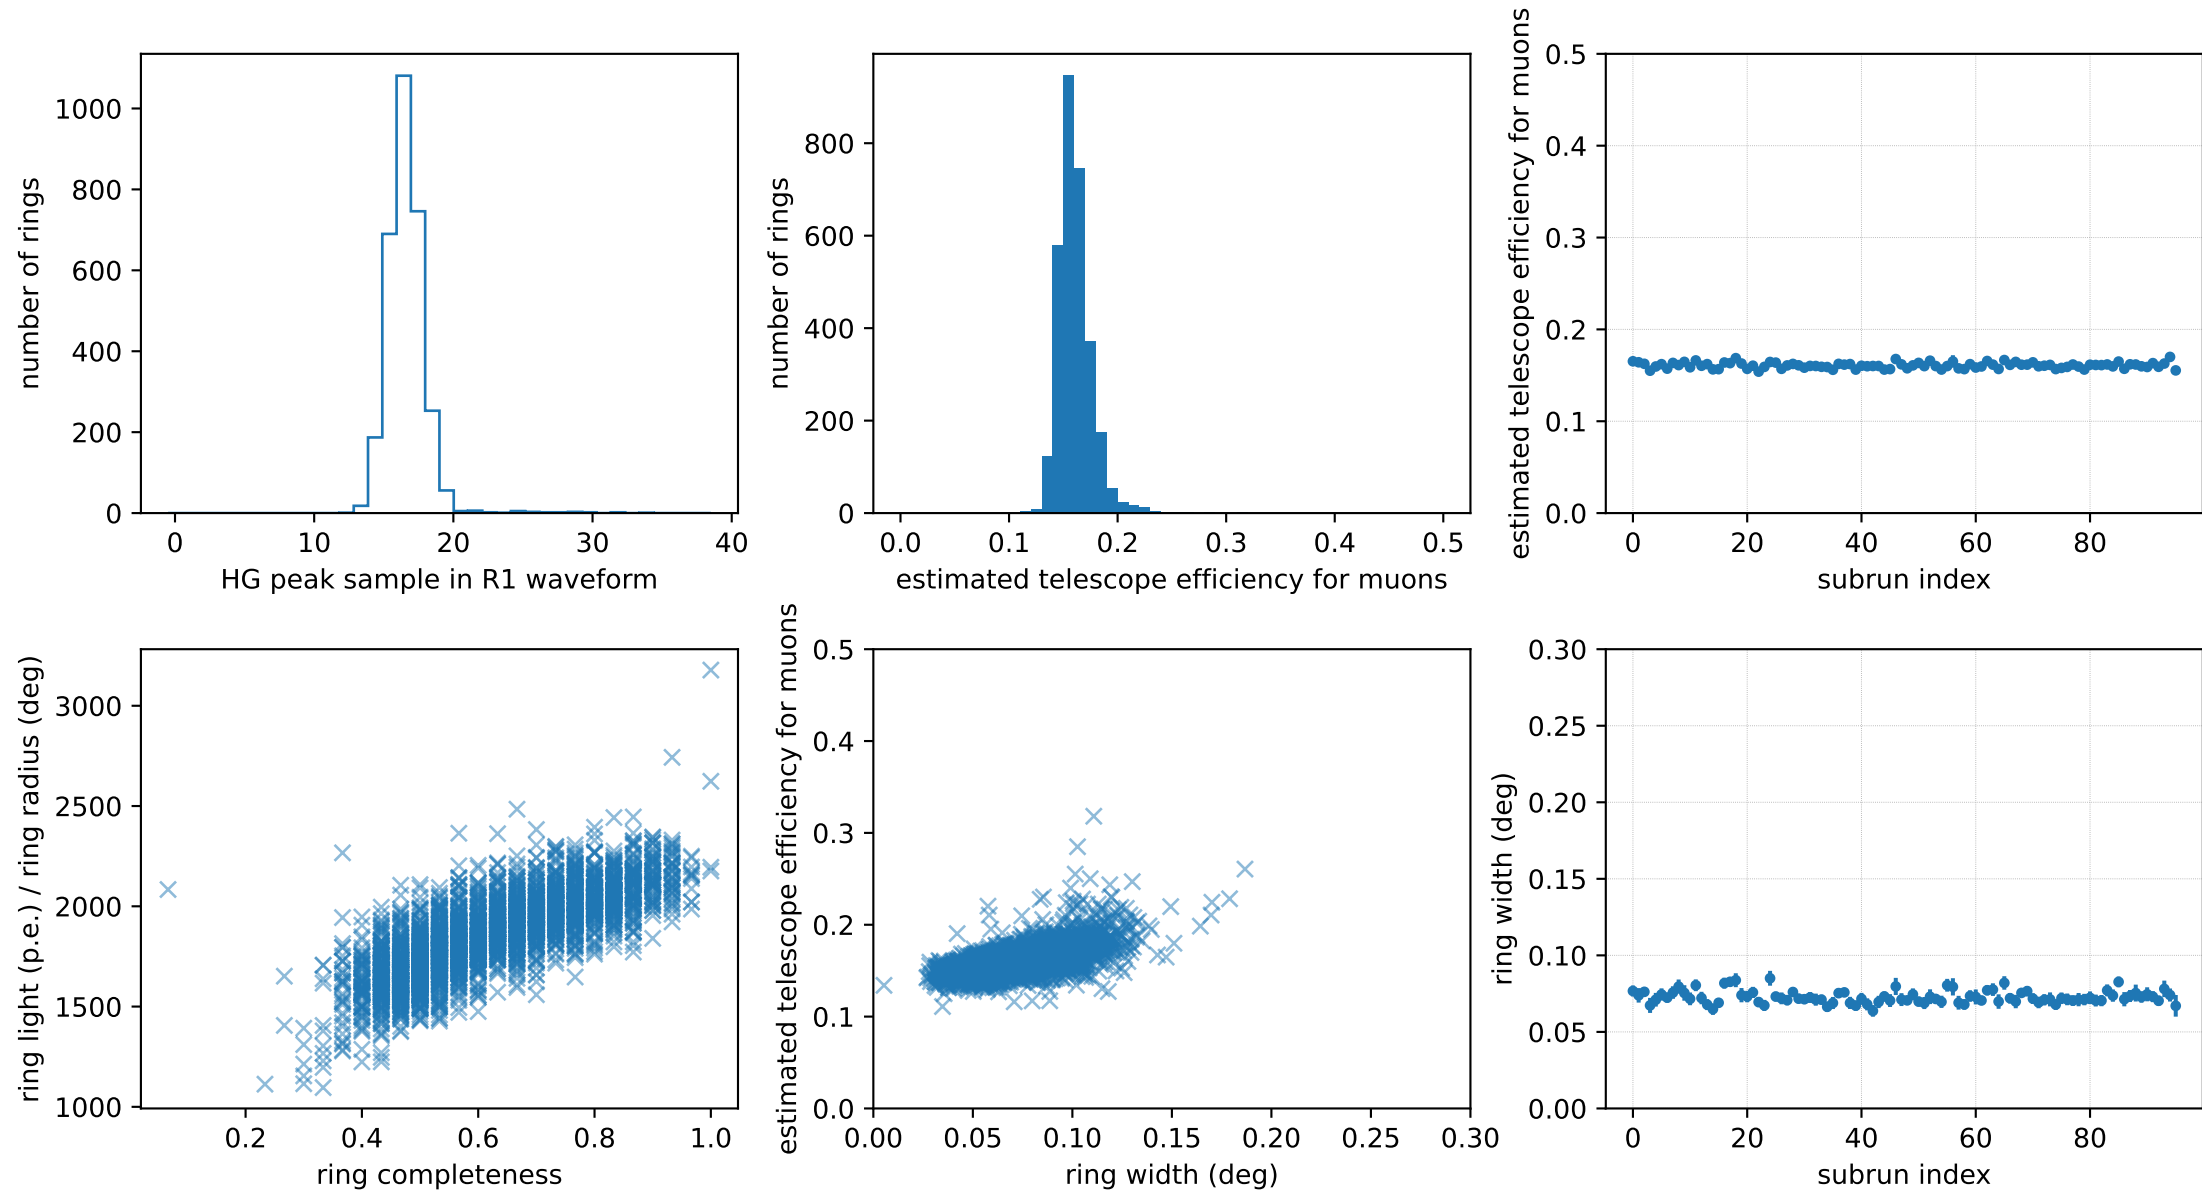 number of rings
1000
800
600
400
200
0
0 10 20 30 40
HG peak sample in R1 waveform
number of rings
800
600
400
200
0
0.0 0.1 0.2 0.3 0.4 0.5
estimated telescope efficiency for muons
estimated telescope efficiency for muons
0.5
0.4
0.3
0.2
0.1
0.0
0 20 40 60 80
subrun index
ring light (p.e.) / ring radius (deg)
3000
2500
2000
1500
1000
0.2 0.4 0.6 0.8 1.0
ring completeness
estimated telescope efficiency for muons
0.5
0.4
0.3
0.2
0.1
0.0
0.00 0.05 0.10 0.15 0.20 0.25 0.30
ring width (deg)
ring width (deg)
0.30
0.25
0.20
0.15
0.10
0.05
0.00
0 20 40 60 80
subrun index